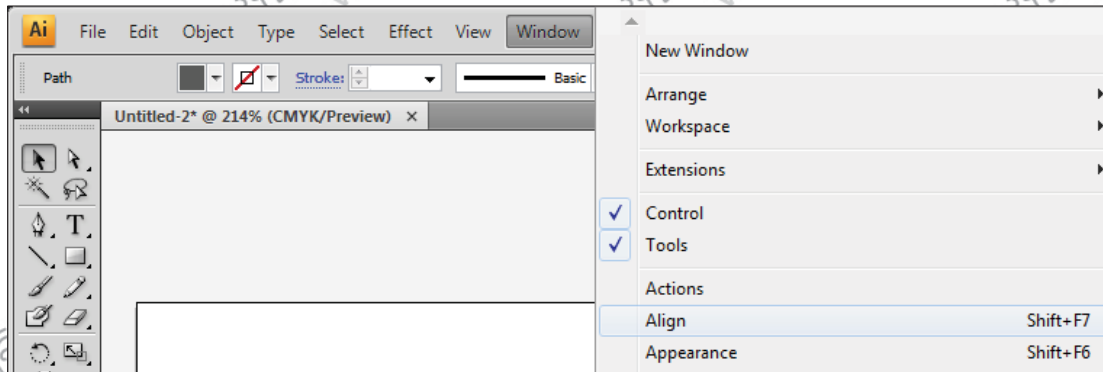 Ai File Edit Object Type Select Effect View Window
Path Stroke: Basic
Untitled-2* @ 214% (CMYK/Preview) ×
New Window
Arrange
Workspace
Extensions
Control
Tools
Actions
Align Shift+F7
Appearance Shift+F6